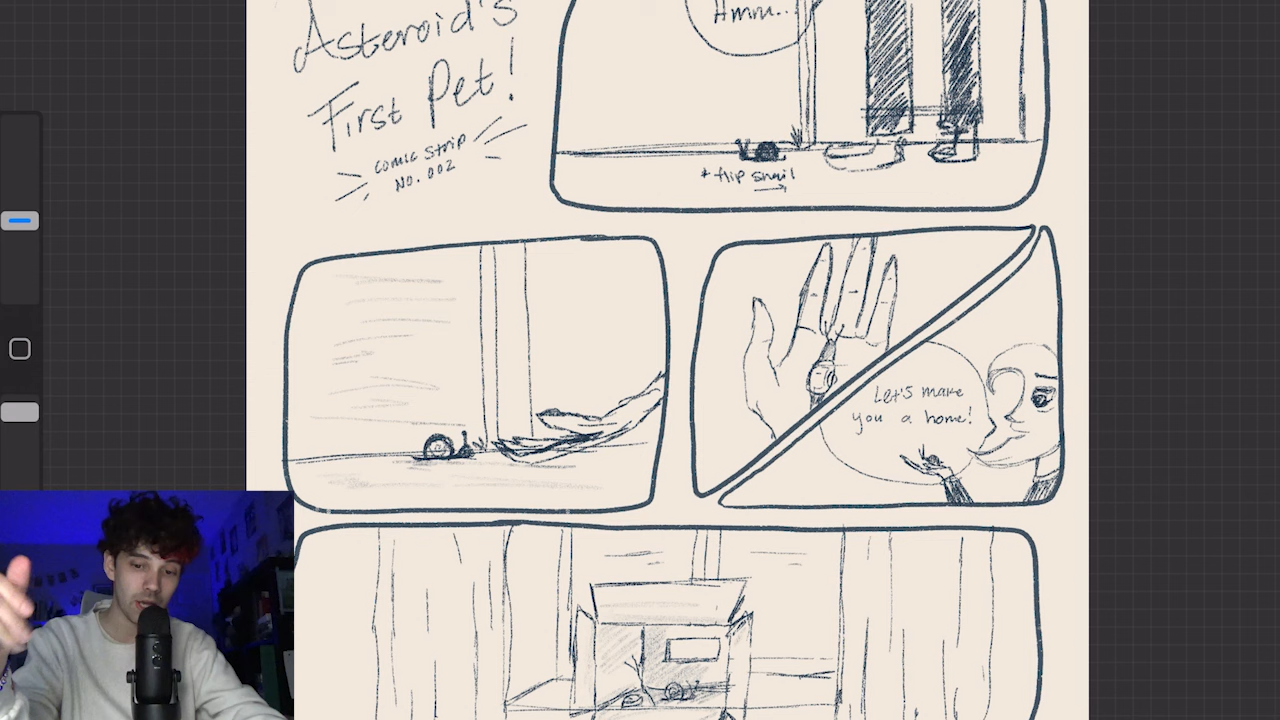 Asteroid's
First Pet!
comic strip
No. 002
Hmm..
* flip snail
Let's make
you a home!